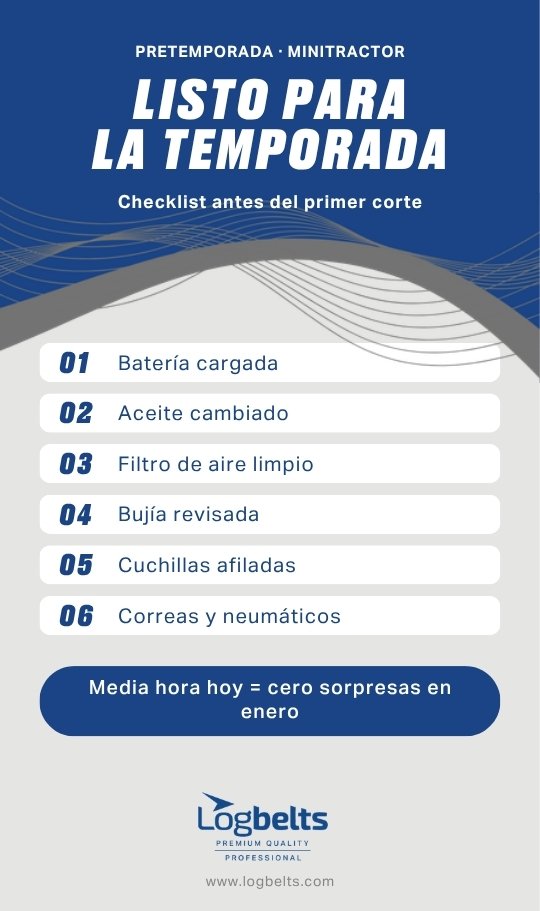 PRETEMPORADA · MINITRACTOR
LISTO PARA
LA TEMPORADA
Checklist antes del primer corte
01 Batería cargada
02 Aceite cambiado
03 Filtro de aire limpio
04 Bujía revisada
05 Cuchillas afiladas
06 Correas y neumáticos
Media hora hoy = cero sorpresas en
enero
Logbelts
PREMIUM QUALITY
PROFESSIONAL
www.logbelts.com